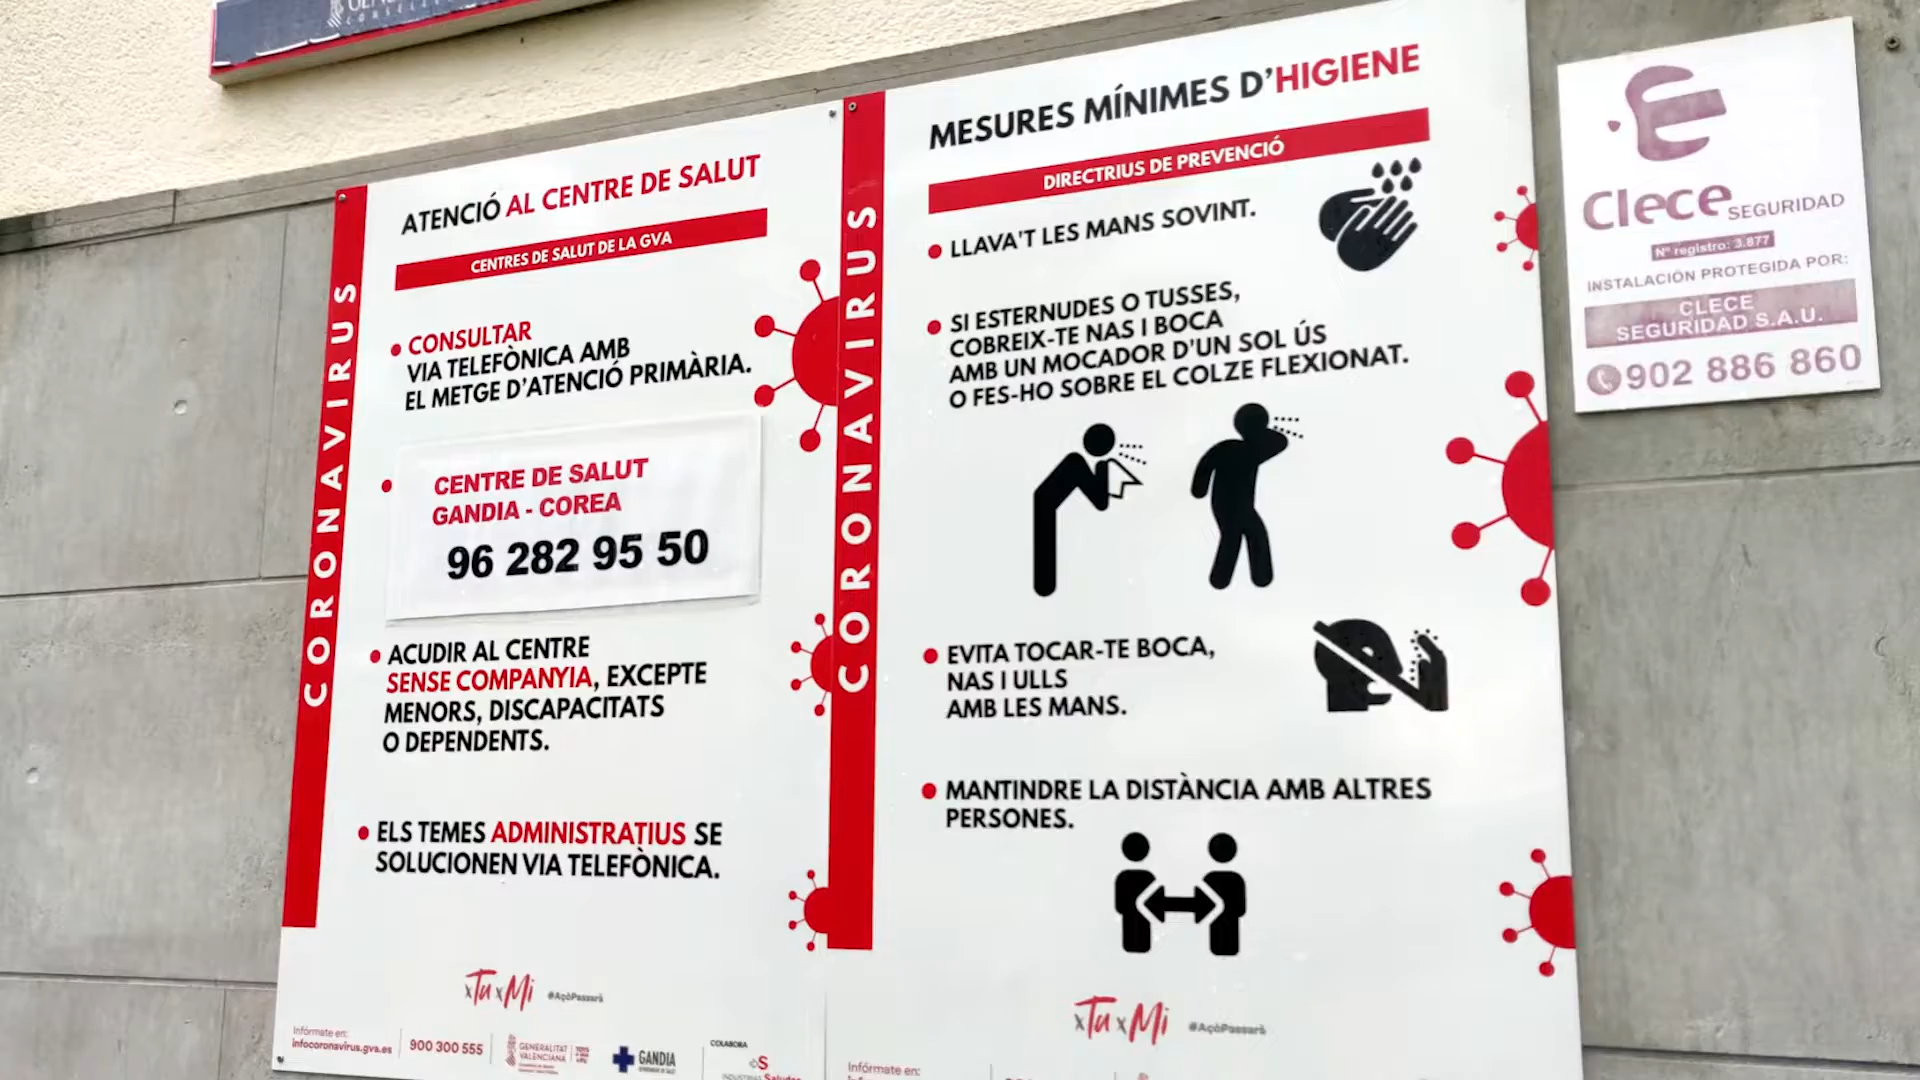 CORONAVIRUS
ATENCIÓ AL CENTRE DE SALUT
CENTRES DE SALUT DE LA GVA
CONSULTAR
VIA TELEFÒNICA AMB
EL METGE D'ATENCIÓ PRIMÀRIA.
CENTRE DE SALUT
GANDIA - COREA
96 282 95 50
ACUDIR AL CENTRE
SENSE COMPANYIA, EXCEPTE
MENORS, DISCAPACITATS
O DEPENDENTS.
ELS TEMES ADMINISTRATIUS SE
SOLUCIONEN VIA TELEFÒNICA.
xTu xMi #AçòPassarà
Infórmate en:
infocoronavirus.gva.es
900 300 555
GENERALITAT
VALENCIANA
GANDIA
COLABORA
CORONAVIRUS
MESURES MÍNIMES D'HIGIENE
DIRECTRIUS DE PREVENCIÓ
LLAVA'T LES MANS SOVINT.
SI ESTERNUDES O TUSSES,
COBREIX-TE NAS I BOCA
AMB UN MOCADOR D'UN SOL ÚS
O FES-HO SOBRE EL COLZE FLEXIONAT.
EVITA TOCAR-TE BOCA,
NAS I ULLS
AMB LES MANS.
MANTINDRE LA DISTÀNCIA AMB ALTRES
PERSONES.
xTu xMi #AçòPassarà
Infórmate en:
Clece SEGURIDAD
Nº registro: 3.877
INSTALACIÓN PROTEGIDA POR:
CLECE
SEGURIDAD S.A.U.
902 886 860